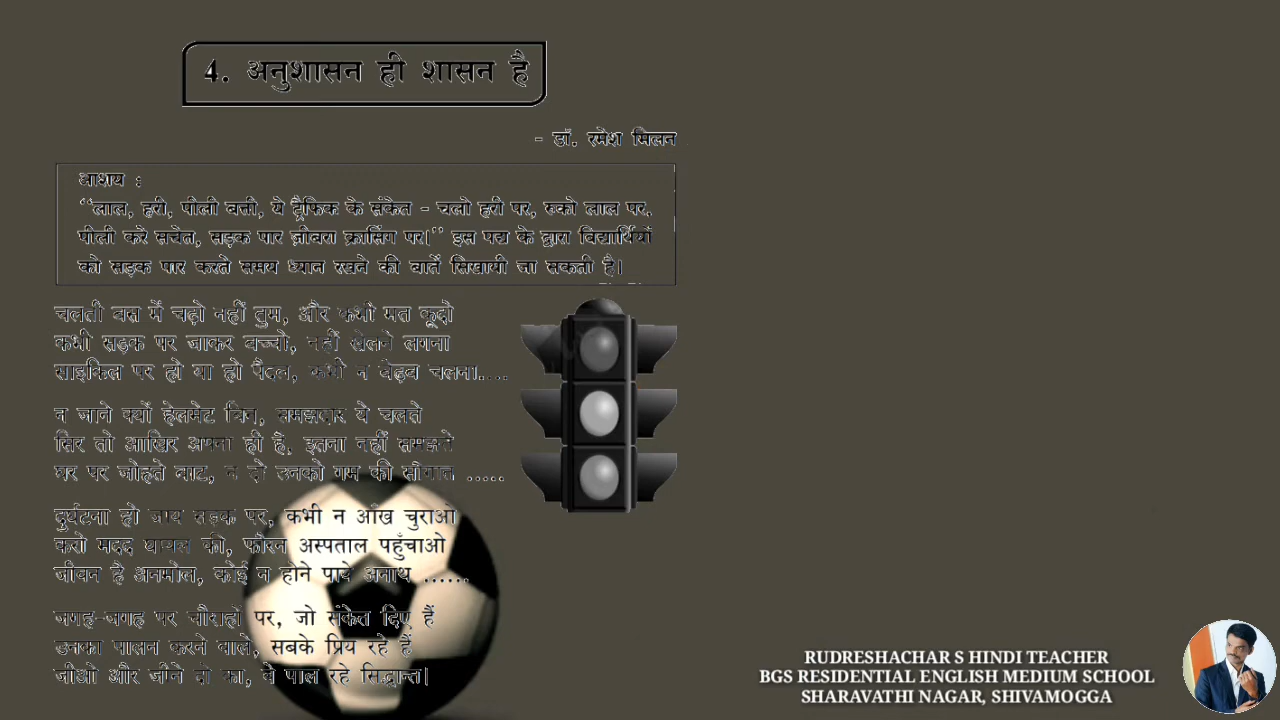 4. अनुशासन ही शासन है
- डॉ. रमेश मिलन
आशय :
“लाल, हरी, पीली बत्ती, ये ट्रैफिक के संकेत - चलो हरी पर, रुको लाल पर,
पीली करे सचेत, सड़क पार ज़ीबरा क्रासिंग पर।” इस पद्य के द्वारा विद्यार्थियों
को सड़क पार करते समय ध्यान रखने की बातें सिखायी जा सकती है।
चलती बस में चढ़ो नहीं तुम, और कभी मत कूदो
कभी सड़क पर जाकर बच्चो, नहीं खेलने लगना
साइकिल पर हो या हो पैदल, कभी न बेढ़ब चलना....
न जाने क्यों हेलमेट बिन, समझदार ये चलते
सिर तो आखिर अपना ही है, इतना नहीं समझते
घर पर जोहते बाट, न दो उनको गम की सौगात .....
दुर्घटना हो जाय सड़क पर, कभी न आँख चुराओ
करो मदद घायल की, फौरन अस्पताल पहुँचाओ
जीवन है अनमोल, कोई न होने पाये अनाथ ......
जगह-जगह पर चौराहों पर, जो संकेत दिए हैं
उनका पालन करने वाले, सबके प्रिय रहे हैं
जीओ और जीने दो का, वे पाल रहे सिद्धान्त।
RUDRESHACHAR S HINDI TEACHER
BGS RESIDENTIAL ENGLISH MEDIUM SCHOOL
SHARAVATHI NAGAR, SHIVAMOGGA